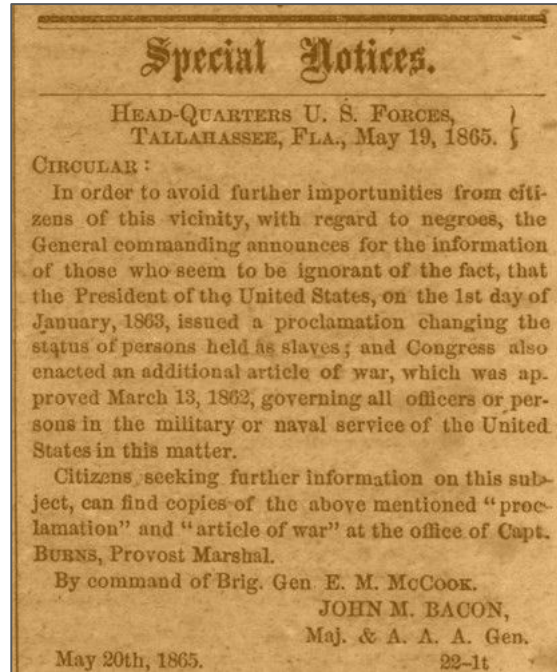 Special Notices.
HEAD-QUARTERS U. S. FORCES,
TALLAHASSEE, FLA., May 19, 1865.
CIRCULAR :
In order to avoid further importunities from citi-
zens of this vicinity, with regard to negroes, the
General commanding announces for the information
of those who seem to be ignorant of the fact, that
the President of the United States, on the 1st day of
January, 1863, issued a proclamation changing the
status of persons held as slaves; and Congress also
enacted an additional article of war, which was ap-
proved March 13, 1862, governing all officers or per-
sons in the military or naval service of the United
States in this matter.
Citizens seeking further information on this sub-
ject, can find copies of the above mentioned "proc-
lamation" and "article of war" at the office of Capt.
BURNS, Provost Marshal.
By command of Brig. Gen E. M. MCCOOK.
JOHN M. BACON,
Maj. & A. A. A. Gen.
May 20th, 1865. 22-1t